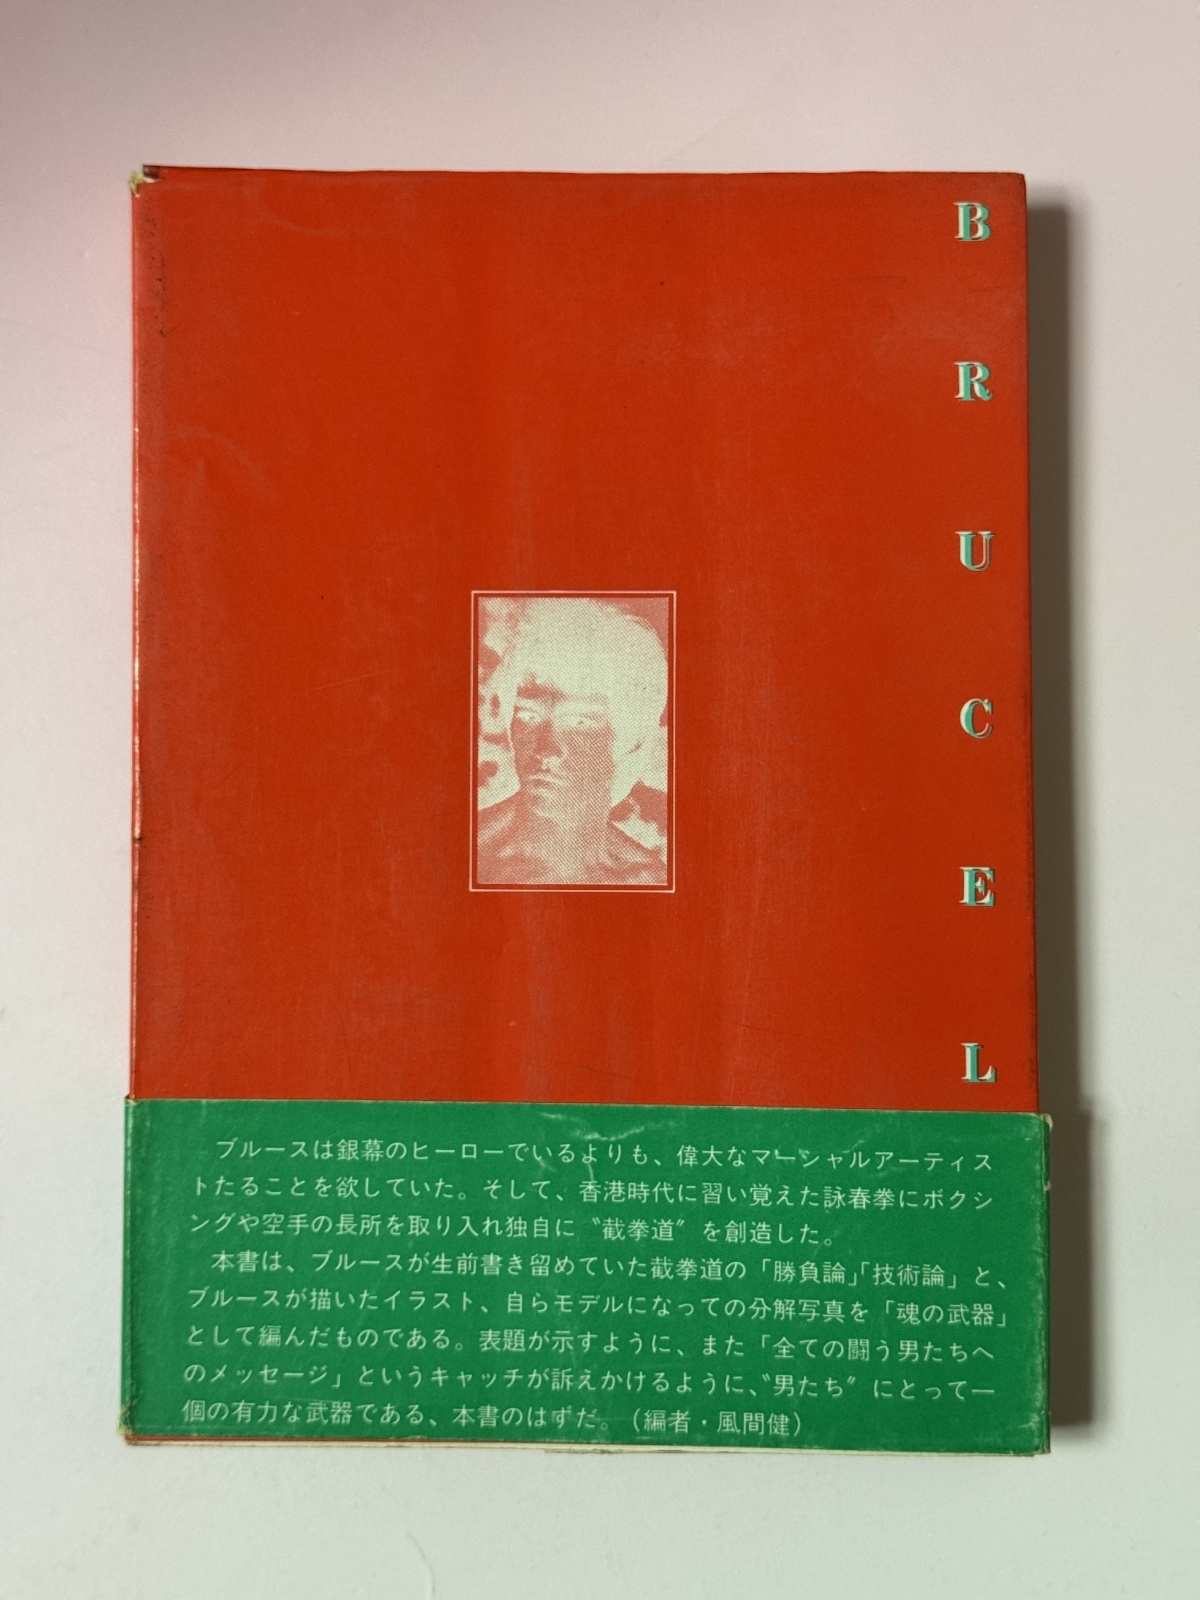 B
R
U
C
E
L
ブルースは銀幕のヒーローでいるよりも、偉大なマーシャルアーティス
トたることを欲していた。そして、香港時代に習い覚えた詠春拳にボクシ
ングや空手の長所を取り入れ独自に〝截拳道〟を創造した。
本書は、ブルースが生前書き留めていた截拳道の「勝負論」「技術論」と、
ブルースが描いたイラスト、自らモデルになっての分解写真を「魂の武器」
として編んだものである。表題が示すように、また「全ての闘う男たちへ
のメッセージ」というキャッチが訴えかけるように、〝男たち〟にとって一
個の有力な武器である、本書のはずだ。(編者・風間健)